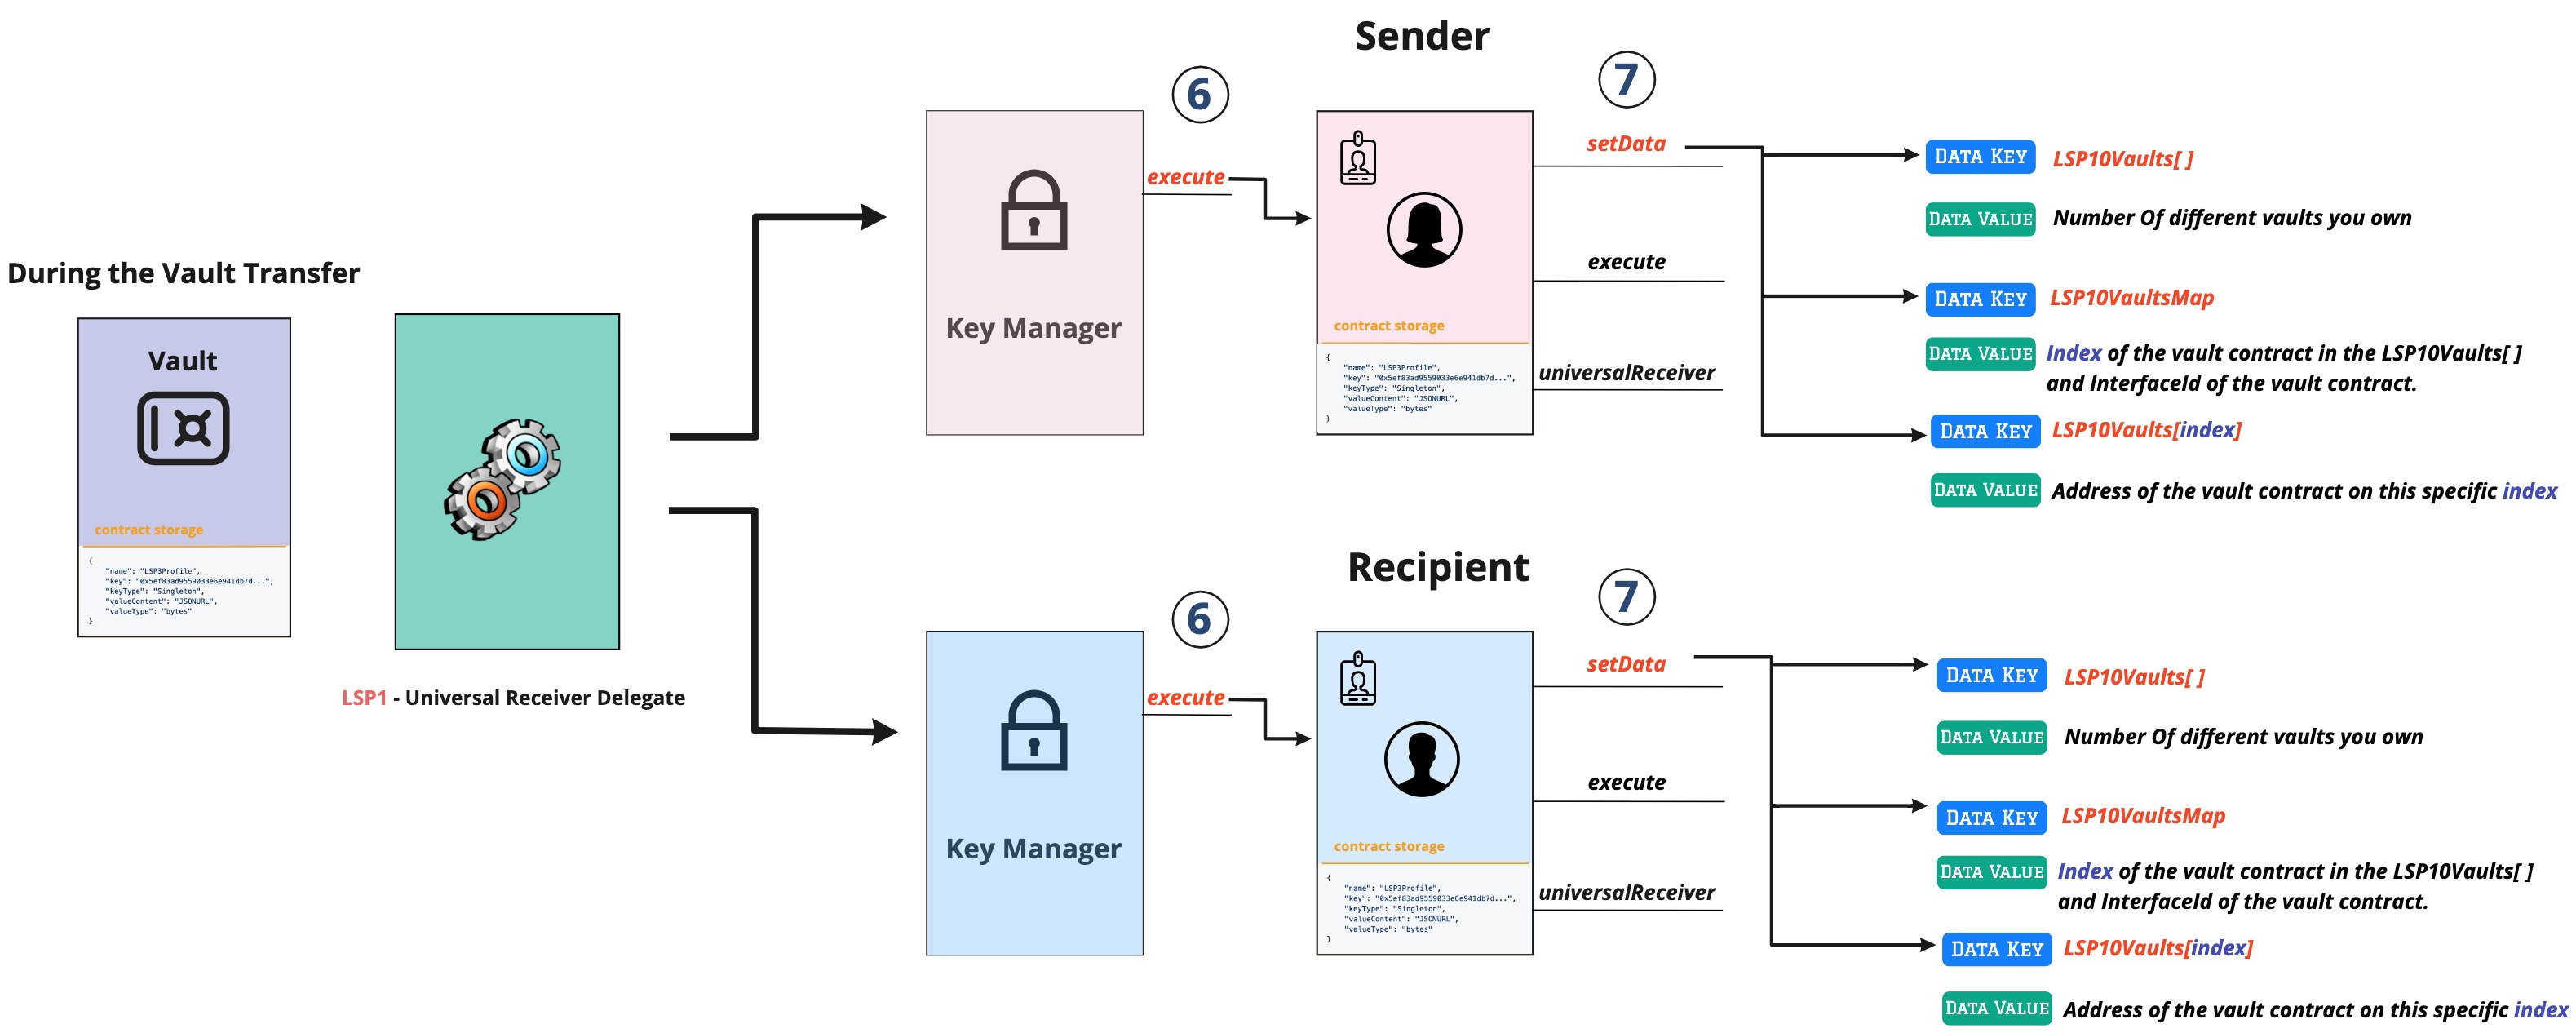 During the Vault Transfer
Vault
contract storage
{
"name": "LSP3Profile",
"key": "0x5ef83ad9559033e6e941db7d...",
"keyType": "Singleton",
"valueContent": "JSONURL",
"valueType": "bytes"
}
LSP1 - Universal Receiver Delegate
Sender
6
7
Key Manager
execute
contract storage
{
"name": "LSP3Profile",
"key": "0x5ef83ad9559033e6e941db7d...",
"keyType": "Singleton",
"valueContent": "JSONURL",
"valueType": "bytes"
}
setData
execute
universalReceiver
DATA KEY LSP10Vaults[ ]
DATA VALUE Number Of different vaults you own
DATA KEY LSP10VaultsMap
DATA VALUE Index of the vault contract in the LSP10Vaults[ ]
and InterfaceId of the vault contract.
DATA KEY LSP10Vaults[index]
DATA VALUE Address of the vault contract on this specific index
Recipient
6
7
Key Manager
execute
contract storage
{
"name": "LSP3Profile",
"key": "0x5ef83ad9559033e6e941db7d...",
"keyType": "Singleton",
"valueContent": "JSONURL",
"valueType": "bytes"
}
setData
execute
universalReceiver
DATA KEY LSP10Vaults[ ]
DATA VALUE Number Of different vaults you own
DATA KEY LSP10VaultsMap
DATA VALUE Index of the vault contract in the LSP10Vaults[ ]
and InterfaceId of the vault contract.
DATA KEY LSP10Vaults[index]
DATA VALUE Address of the vault contract on this specific index